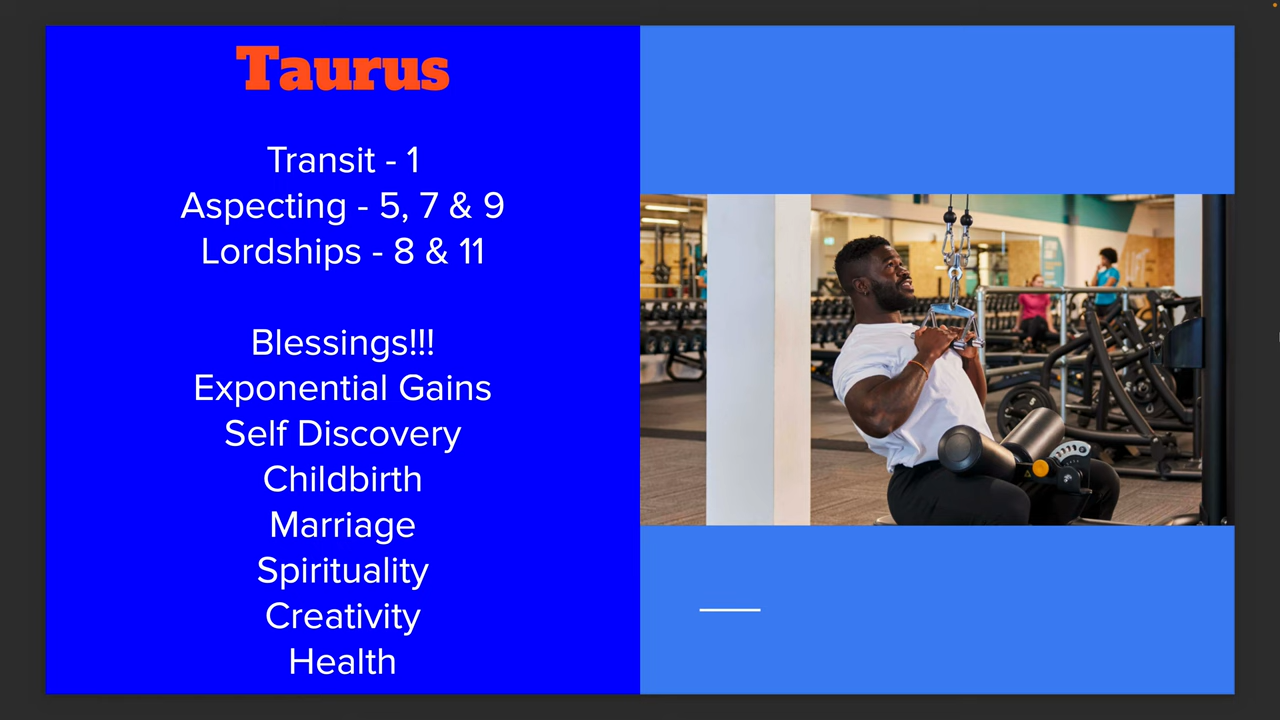 Taurus
Transit - 1
Aspecting - 5, 7 & 9
Lordships - 8 & 11
Blessings!!!
Exponential Gains
Self Discovery
Childbirth
Marriage
Spirituality
Creativity
Health